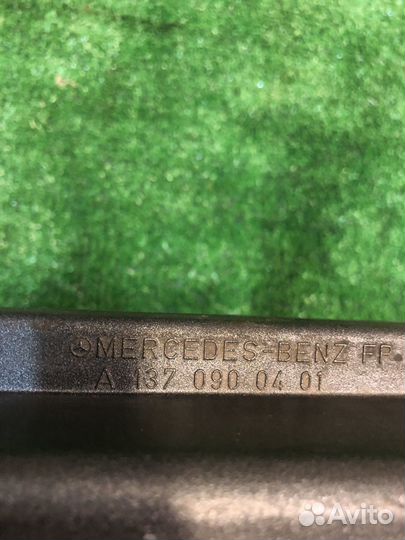 MERCEDES-BENZ FP.
A 137 090 04 01
Avito